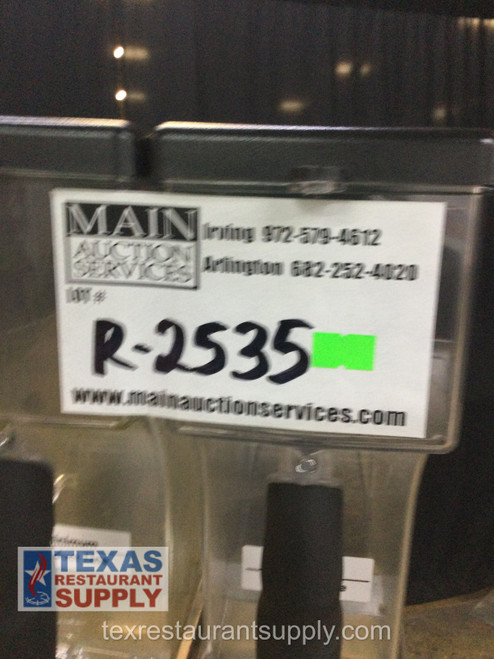 MAIN
AUCTION
SERVICES
Irving 972-579-4612
Arlington 682-252-4020
LOT #
R-2535
www.mainauctionservices.com
TEXAS
RESTAURANT
SUPPLY
texrestaurantsupply.com